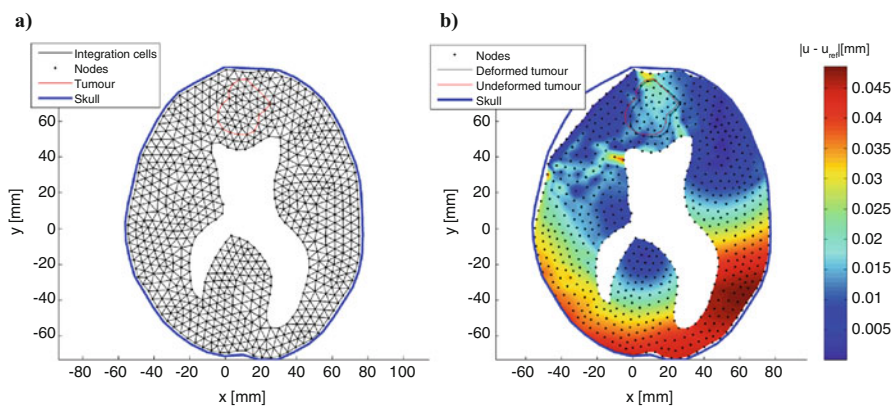 a)
Integration cells
Nodes
Tumour
Skull
60
40
20
0
-20
-40
-60
y [mm]
-80 -60 -40 -20 0 20 40 60 80 100
x [mm]
b)
Nodes
Deformed tumour
Undeformed tumour
Skull
60
40
20
0
-20
-40
-60
y [mm]
-60 -40 -20 0 20 40 60 80
x [mm]
|u - u_ref|[mm]
0.045
0.04
0.035
0.03
0.025
0.02
0.015
0.01
0.005